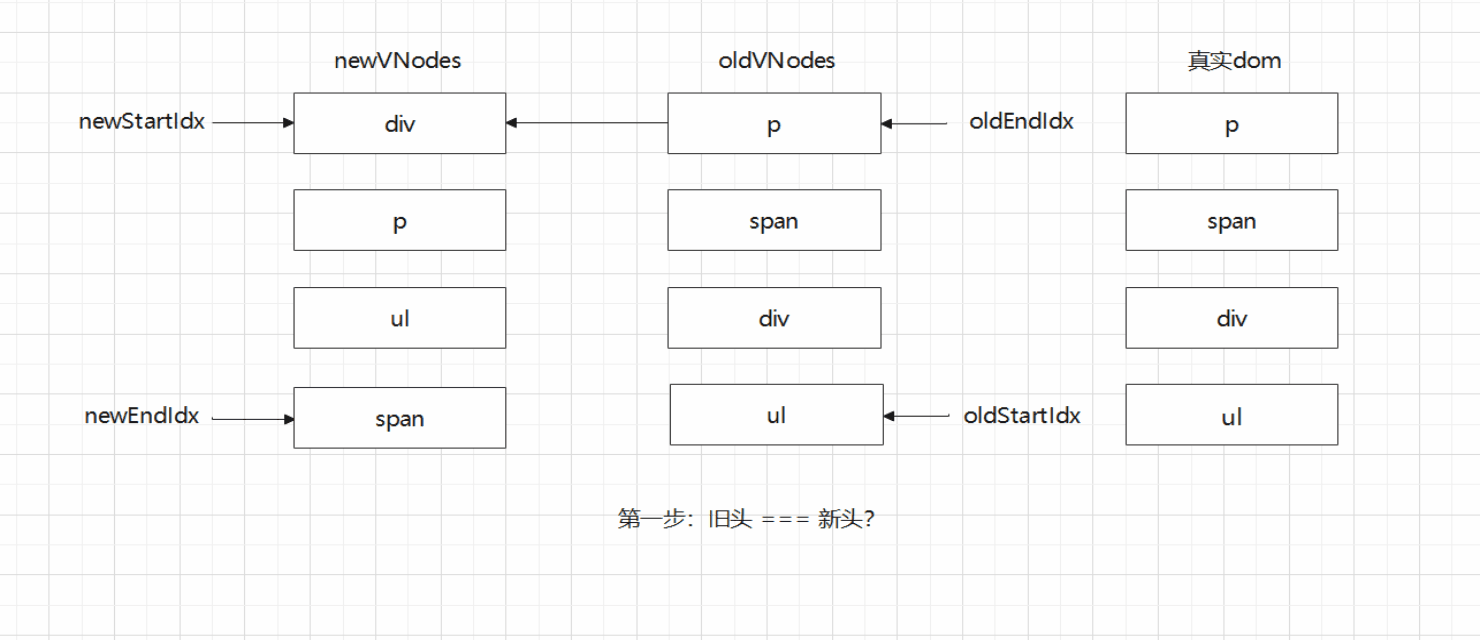 newVNodes oldVNodes 真实dom
newStartIdx div p oldEndIdx p
p span span
ul div div
newEndIdx span ul oldStartIdx ul
第一步：旧头 === 新头？